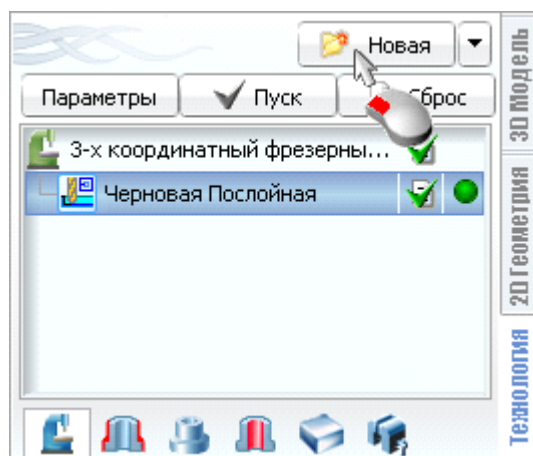 Новая
Параметры Пуск Сброс
3-х координатный фрезерны...
Черновая Послойная
3D Модель
2D Геометрия
Технология